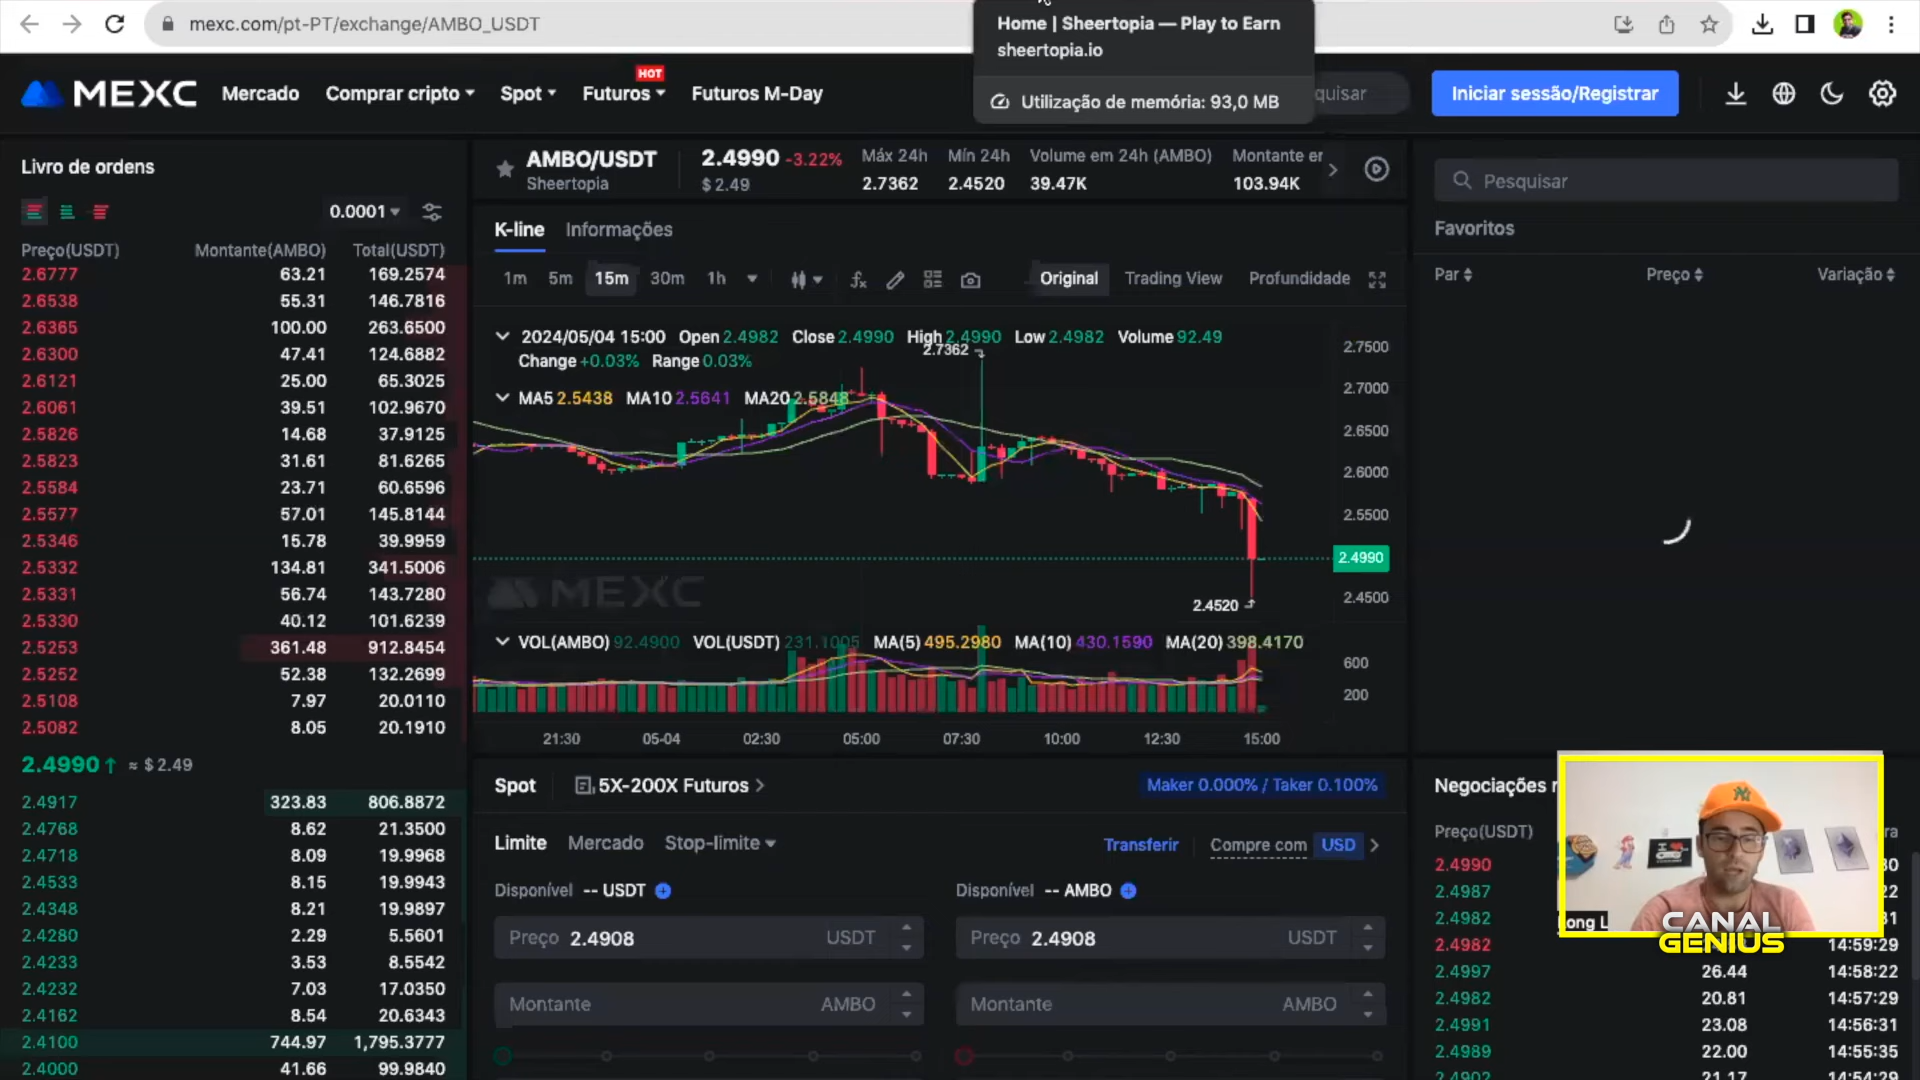 mexc.com/pt-PT/exchange/AMBO_USDT
Home | Sheertopia — Play to Earn
sheertopia.io
Utilização de memória: 93,0 MB
MEXC
Mercado
Comprar cripto
Spot
HOT
Futuros
Futuros M-Day
quisar
Iniciar sessão/Registrar
Livro de ordens
0.0001
Preço(USDT) Montante(AMBO) Total(USDT)
2.6777 63.21 169.2574
2.6538 55.31 146.7816
2.6365 100.00 263.6500
2.6300 47.41 124.6882
2.6121 25.00 65.3025
2.6061 39.51 102.9670
2.5826 14.68 37.9125
2.5823 31.61 81.6265
2.5584 23.71 60.6596
2.5577 57.01 145.8144
2.5346 15.78 39.9959
2.5332 134.81 341.5006
2.5331 56.74 143.7280
2.5330 40.12 101.6239
2.5253 361.48 912.8454
2.5252 52.38 132.2699
2.5108 7.97 20.0110
2.5082 8.05 20.1910
2.4990↑ ≈ $ 2.49
2.4917 323.83 806.8872
2.4768 8.62 21.3500
2.4718 8.09 19.9968
2.4533 8.15 19.9943
2.4348 8.21 19.9897
2.4280 2.29 5.5601
2.4233 3.53 8.5542
2.4232 7.03 17.0350
2.4162 8.54 20.6343
2.4100 744.97 1,795.3777
2.4000 41.66 99.9840
AMBO/USDT
Sheertopia
2.4990 -3.22%
$ 2.49
Máx 24h
2.7362
Mín 24h
2.4520
Volume em 24h (AMBO)
39.47K
Montante er
103.94K
K-line Informações
1m 5m 15m 30m 1h
Original Trading View Profundidade
2024/05/04 15:00 Open 2.4982 Close 2.4990 High 2.4990 Low 2.4982 Volume 92.49
Change +0.03% Range 0.03%
2.7362
MA5 2.5438 MA10 2.5641 MA20 2.5848
2.7500
2.7000
2.6500
2.6000
2.5500
2.4990
2.4500
2.4520
MEXC
VOL(AMBO) 92.4900 VOL(USDT) 231.1005 MA(5) 495.2980 MA(10) 430.1590 MA(20) 398.4170
600
200
21:30 05-04 02:30 05:00 07:30 10:00 12:30 15:00
Spot
5X-200X Futuros
Maker 0.000% / Taker 0.100%
Limite Mercado Stop-limite
Transferir
Compre com USD
Disponível -- USDT
Disponível -- AMBO
Preço 2.4908 USDT
Preço 2.4908 USDT
Montante AMBO
Montante AMBO
Pesquisar
Favoritos
Par Preço Variação
Negociações r
Preço(USDT)
ra
2.4990 30
2.4987 22
2.4982 31
2.4982 14:59:29
2.4997 26.44 14:58:22
2.4982 20.81 14:57:29
2.4991 23.08 14:56:31
2.4989 22.00 14:55:35
2.4902 21.17 14:54:29
ong L
CANAL
GENIUS